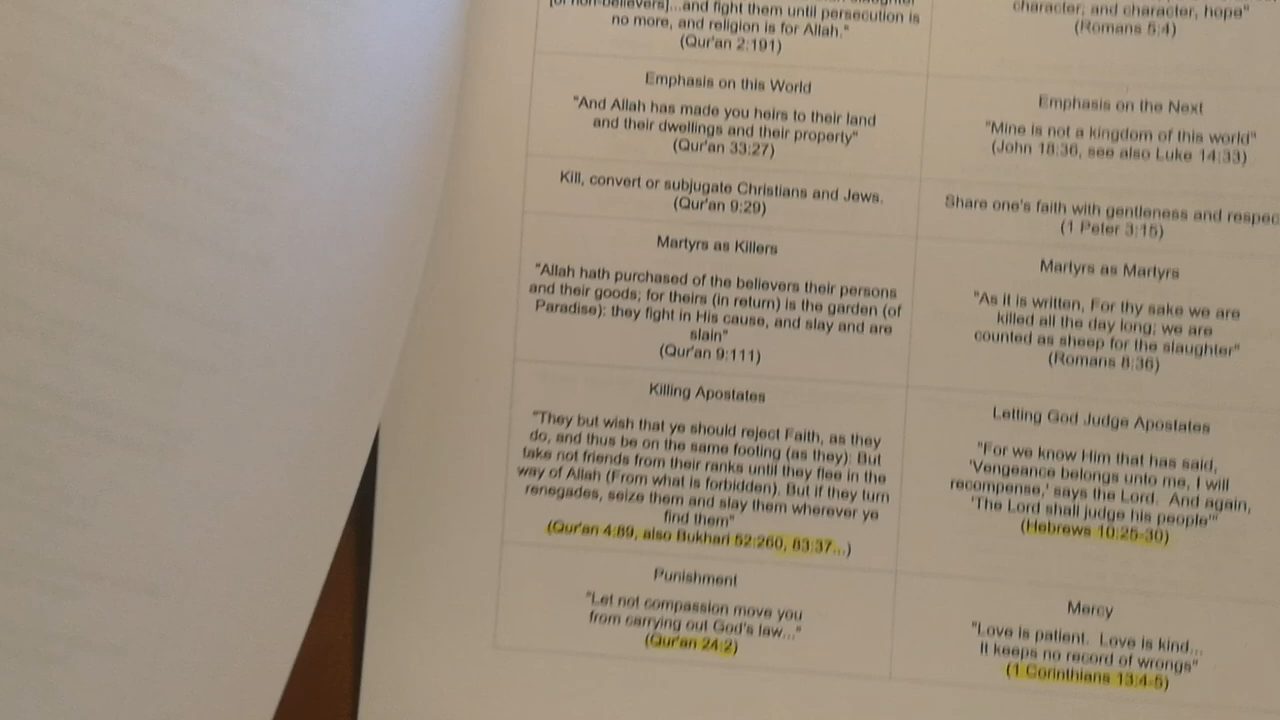 [of non-believers]...and fight them until persecution is
no more, and religion is for Allah."
(Qur'an 2:191)
Emphasis on this World
"And Allah has made you heirs to their land
and their dwellings and their property"
(Qur'an 33:27)
Kill, convert or subjugate Christians and Jews.
(Qur'an 9:29)
Martyrs as Killers
"Allah hath purchased of the believers their persons
and their goods; for theirs (in return) is the garden (of
Paradise): they fight in His cause, and slay and are
slain"
(Qur'an 9:111)
Killing Apostates
"They but wish that ye should reject Faith, as they
do, and thus be on the same footing (as they): But
take not friends from their ranks until they flee in the
way of Allah (From what is forbidden). But if they turn
renegades, seize them and slay them wherever ye
find them"
(Qur'an 4:89, also Bukhari 52:260, 83:37...)
Punishment
"Let not compassion move you
from carrying out God's law..."
(Qur'an 24:2)
character; and character, hope"
(Romans 5:4)
Emphasis on the Next
"Mine is not a kingdom of this world"
(John 18:36, see also Luke 14:33)
Share one's faith with gentleness and respec
(1 Peter 3:15)
Martyrs as Martyrs
"As it is written, For thy sake we are
killed all the day long; we are
counted as sheep for the slaughter"
(Romans 8:36)
Letting God Judge Apostates
"For we know Him that has said,
'Vengeance belongs unto me, I will
recompense,' says the Lord. And again,
'The Lord shall judge his people'"
(Hebrews 10:25-30)
Mercy
"Love is patient. Love is kind...
It keeps no record of wrongs"
(1 Corinthians 13:4-5)